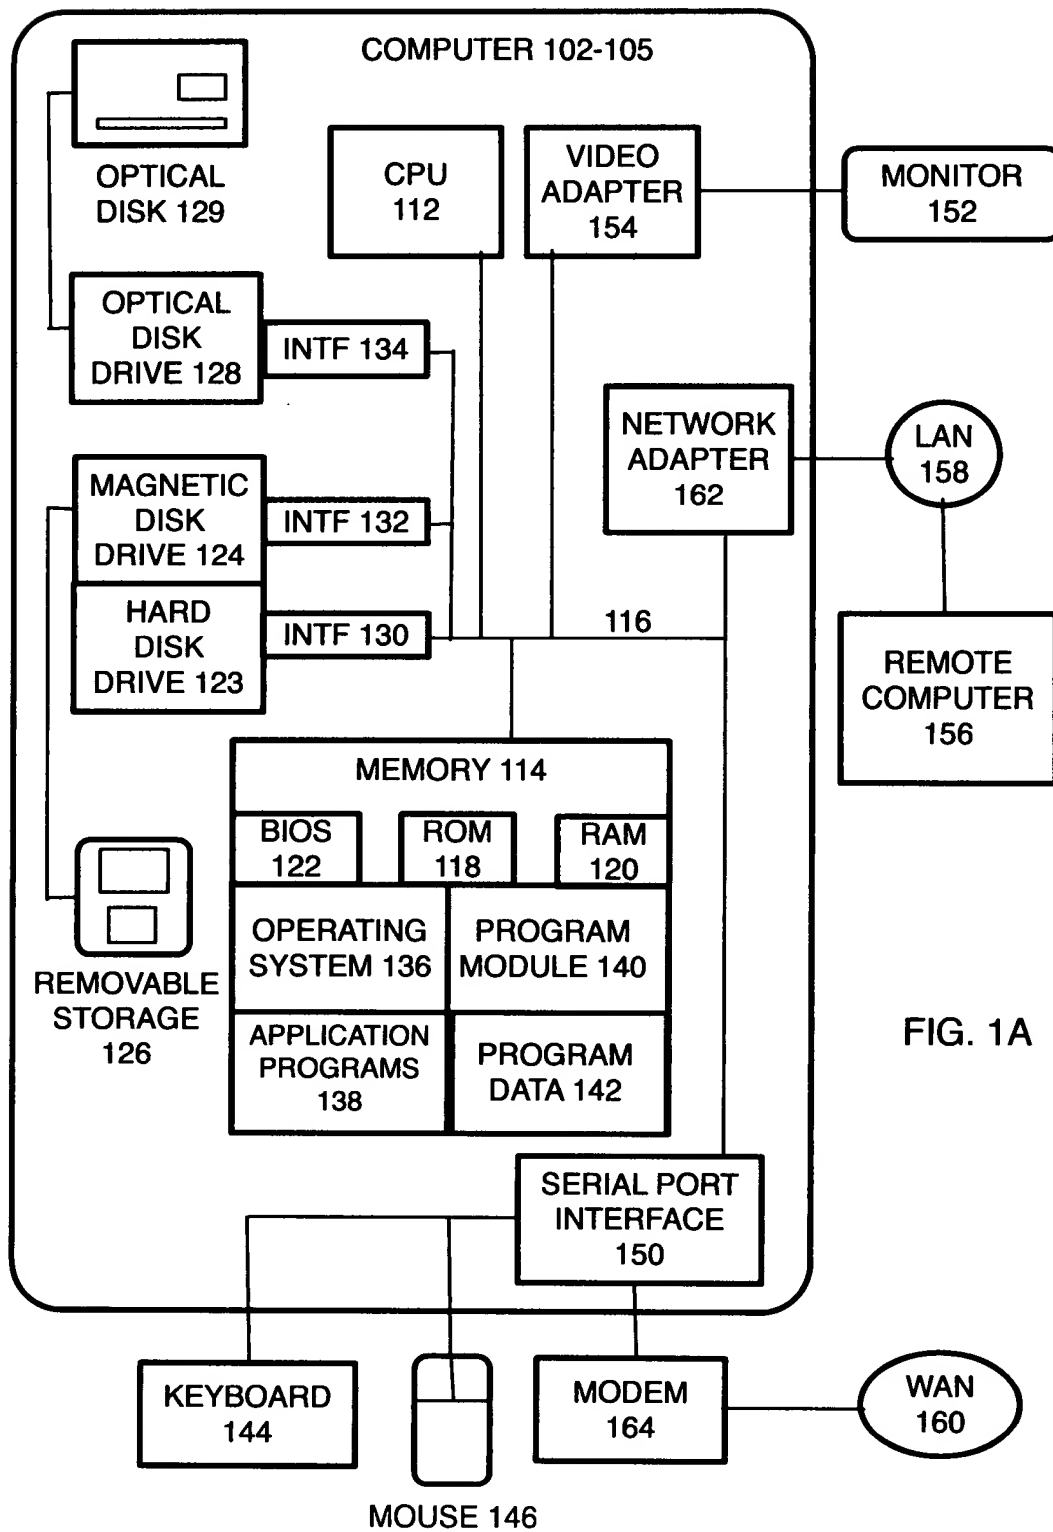 COMPUTER 102-105
OPTICAL
DISK 129
CPU
112
VIDEO
ADAPTER
154
MONITOR
152
OPTICAL
DISK
DRIVE 128
INTF 134
NETWORK
ADAPTER
162
LAN
158
MAGNETIC
DISK
DRIVE 124
INTF 132
HARD
DISK
DRIVE 123
INTF 130
116
REMOTE
COMPUTER
156
MEMORY 114
BIOS
122
ROM
118
RAM
120
OPERATING
SYSTEM 136
PROGRAM
MODULE 140
REMOVABLE
STORAGE
126
APPLICATION
PROGRAMS
138
PROGRAM
DATA 142
FIG. 1A
SERIAL PORT
INTERFACE
150
KEYBOARD
144
MOUSE 146
MODEM
164
WAN
160